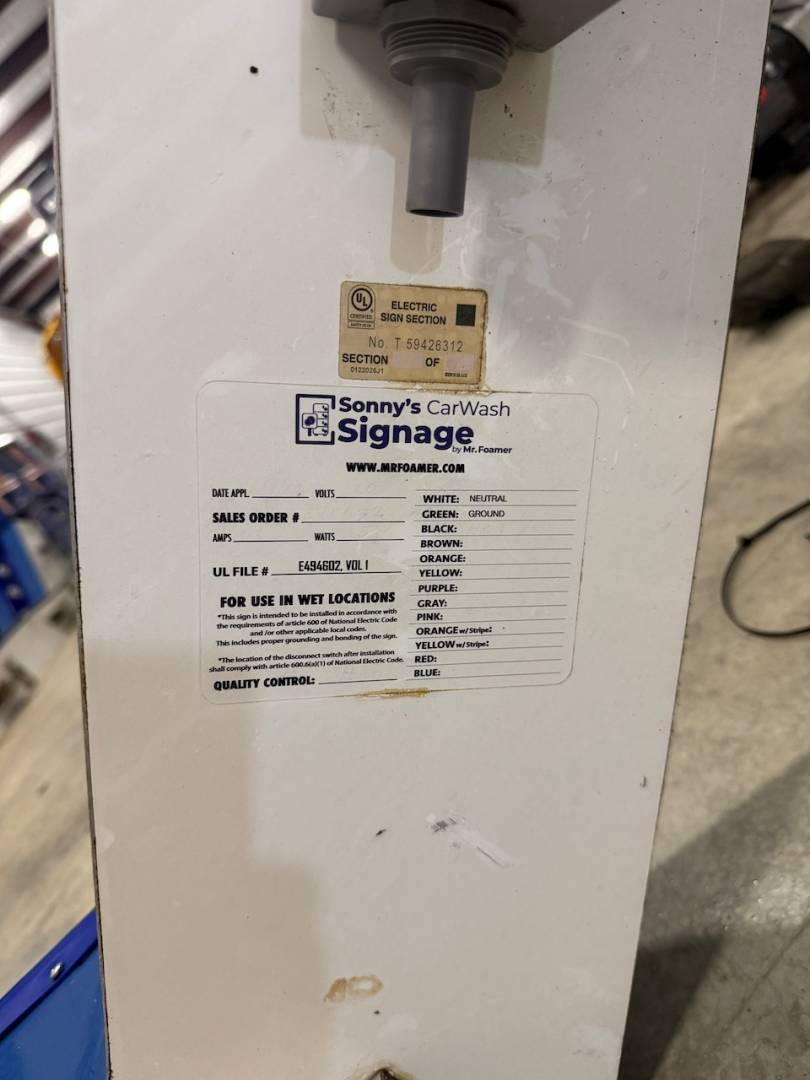 UL
CERTIFIED
ELECTRIC
SIGN SECTION
No. T 59426312
SECTION OF
0122026J1
Sonny's CarWash
Signage
by Mr. Foamer
WWW.MRFOAMER.COM
DATE APPL. VOLTS
SALES ORDER #
AMPS WATTS
UL FILE # E494602, VOL 1
FOR USE IN WET LOCATIONS
*This sign is intended to be installed in accordance with
the requirements of article 600 of National Electric Code
and/or other applicable local codes.
This includes proper grounding and bonding of the sign.
*The location of the disconnect switch after installation
shall comply with article 600.6(a)(1) of National Electric Code.
QUALITY CONTROL:
WHITE: NEUTRAL
GREEN: GROUND
BLACK:
BROWN:
ORANGE:
YELLOW:
PURPLE:
GRAY:
PINK:
ORANGE w/Stripe:
YELLOW w/Stripe:
RED:
BLUE: